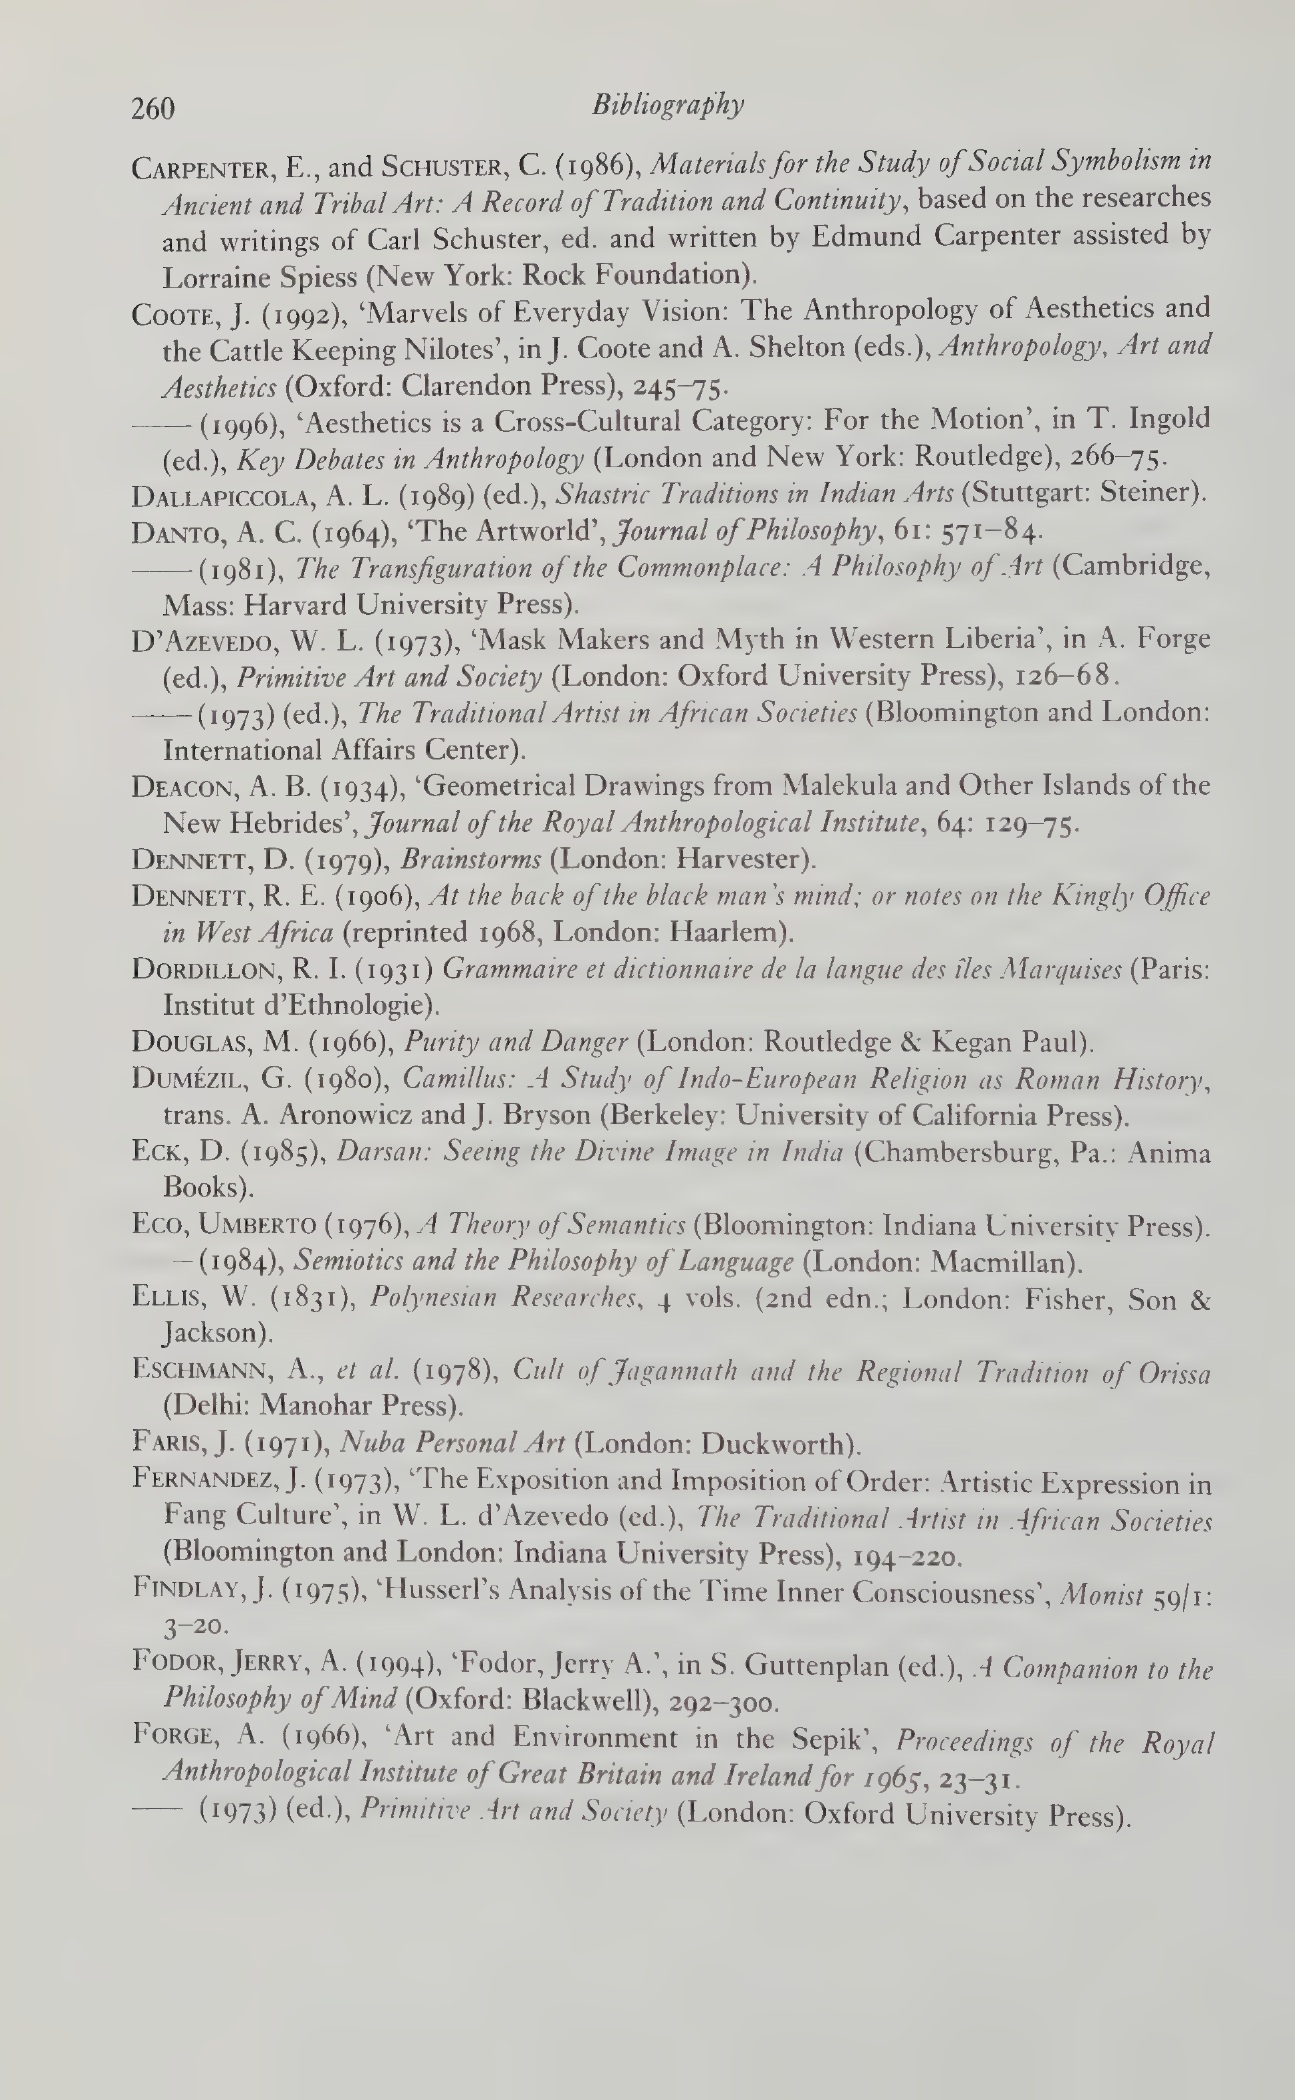 260 Bibliography
CARPENTER, E., and SCHUSTER, C. (1986), Materials for the Study of Social Symbolism in
Ancient and Tribal Art: A Record of Tradition and Continuity, based on the researches
and writings of Carl Schuster, ed. and written by Edmund Carpenter assisted by
Lorraine Spiess (New York: Rock Foundation).
COOTE, J. (1992), ‘Marvels of Everyday Vision: The Anthropology of Aesthetics and
the Cattle Keeping Nilotes’, in J. Coote and A. Shelton (eds.), Anthropology, Art and
Aesthetics (Oxford: Clarendon Press), 245–75.
—— (1996), ‘Aesthetics is a Cross-Cultural Category: For the Motion’, in T. Ingold
(ed.), Key Debates in Anthropology (London and New York: Routledge), 266–75.
DALLAPICCOLA, A. L. (1989) (ed.), Shastric Traditions in Indian Arts (Stuttgart: Steiner).
DANTO, A. C. (1964), ‘The Artworld’, Journal of Philosophy, 61: 571–84.
—— (1981), The Transfiguration of the Commonplace: A Philosophy of Art (Cambridge,
Mass: Harvard University Press).
D’AZEVEDO, W. L. (1973), ‘Mask Makers and Myth in Western Liberia’, in A. Forge
(ed.), Primitive Art and Society (London: Oxford University Press), 126–68.
—— (1973) (ed.), The Traditional Artist in African Societies (Bloomington and London:
International Affairs Center).
DEACON, A. B. (1934), ‘Geometrical Drawings from Malekula and Other Islands of the
New Hebrides’, Journal of the Royal Anthropological Institute, 64: 129–75.
DENNETT, D. (1979), Brainstorms (London: Harvester).
DENNETT, R. E. (1906), At the back of the black man's mind; or notes on the Kingly Office
in West Africa (reprinted 1968, London: Haarlem).
DORDILLON, R. I. (1931) Grammaire et dictionnaire de la langue des îles Marquises (Paris:
Institut d’Ethnologie).
DOUGLAS, M. (1966), Purity and Danger (London: Routledge & Kegan Paul).
DUMÉZIL, G. (1980), Camillus: A Study of Indo-European Religion as Roman History,
trans. A. Aronowicz and J. Bryson (Berkeley: University of California Press).
ECK, D. (1985), Darsan: Seeing the Divine Image in India (Chambersburg, Pa.: Anima
Books).
ECO, UMBERTO (1976), A Theory of Semantics (Bloomington: Indiana University Press).
— (1984), Semiotics and the Philosophy of Language (London: Macmillan).
ELLIS, W. (1831), Polynesian Researches, 4 vols. (2nd edn.; London: Fisher, Son &
Jackson).
ESCHMANN, A., et al. (1978), Cult of Jagannath and the Regional Tradition of Orissa
(Delhi: Manohar Press).
FARIS, J. (1971), Nuba Personal Art (London: Duckworth).
FERNANDEZ, J. (1973), ‘The Exposition and Imposition of Order: Artistic Expression in
Fang Culture’, in W. L. d’Azevedo (ed.), The Traditional Artist in African Societies
(Bloomington and London: Indiana University Press), 194–220.
FINDLAY, J. (1975), ‘Husserl’s Analysis of the Time Inner Consciousness’, Monist 59/1:
3–20.
FODOR, JERRY, A. (1994), ‘Fodor, Jerry A.’, in S. Guttenplan (ed.), A Companion to the
Philosophy of Mind (Oxford: Blackwell), 292–300.
FORGE, A. (1966), ‘Art and Environment in the Sepik’, Proceedings of the Royal
Anthropological Institute of Great Britain and Ireland for 1965, 23–31.
—— (1973) (ed.), Primitive Art and Society (London: Oxford University Press).